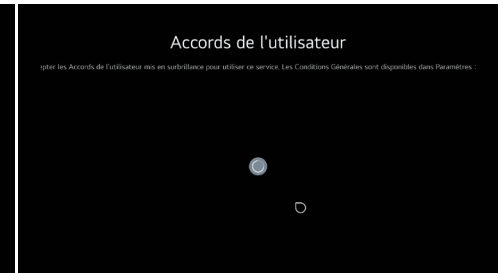 Accords de l'utilisateur
les Accords de l'utilisateur mis en surbrillance pour utiliser ce service. Les Conditions Générales sont disponibles dans Paramètres :